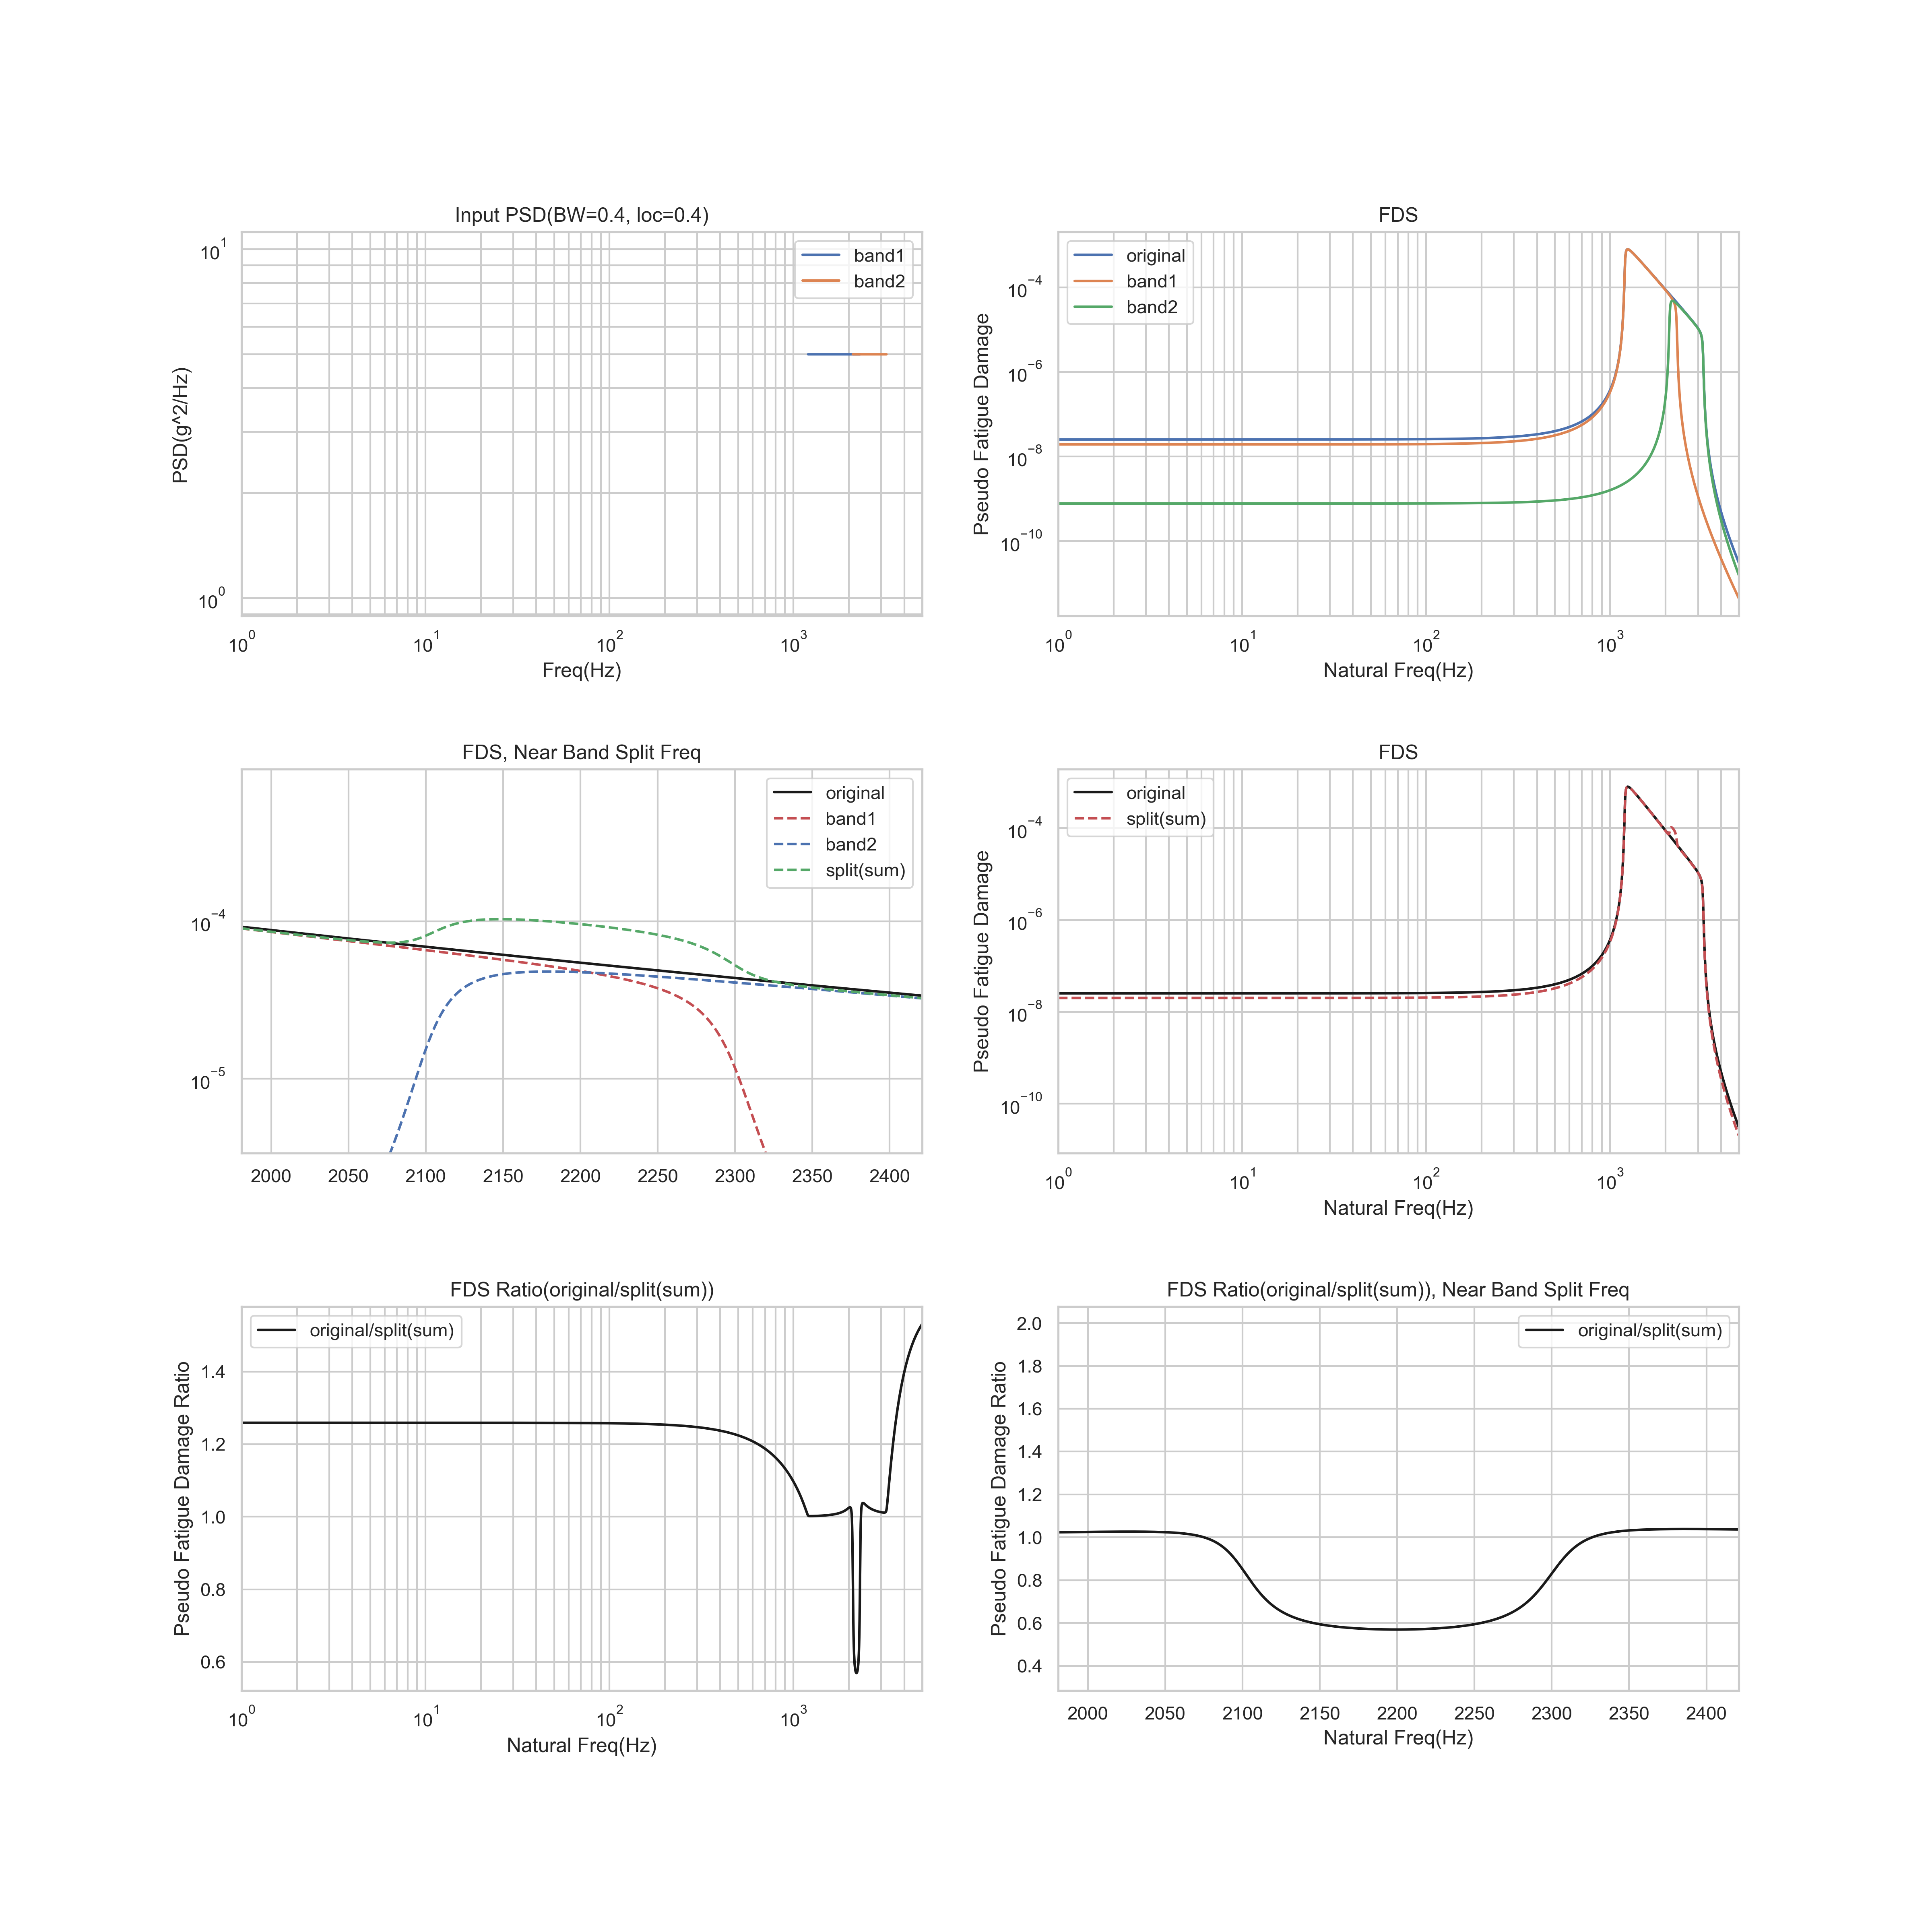 Input PSD(BW=0.4, loc=0.4)
PSD(g^2/Hz)
10^1
10^0
band1
band2
10^0 10^1 10^2 10^3
Freq(Hz)
FDS
Pseudo Fatigue Damage
original
band1
band2
10^−4
10^−6
10^−8
10^−10
10^0 10^1 10^2 10^3
Natural Freq(Hz)
FDS, Near Band Split Freq
original
band1
band2
split(sum)
10^−4
10^−5
2000 2050 2100 2150 2200 2250 2300 2350 2400
FDS
Pseudo Fatigue Damage
original
split(sum)
10^−4
10^−6
10^−8
10^−10
10^0 10^1 10^2 10^3
Natural Freq(Hz)
FDS Ratio(original/split(sum))
Pseudo Fatigue Damage Ratio
original/split(sum)
1.4
1.2
1.0
0.8
0.6
10^0 10^1 10^2 10^3
Natural Freq(Hz)
FDS Ratio(original/split(sum)), Near Band Split Freq
Pseudo Fatigue Damage Ratio
original/split(sum)
2.0
1.8
1.6
1.4
1.2
1.0
0.8
0.6
0.4
2000 2050 2100 2150 2200 2250 2300 2350 2400
Natural Freq(Hz)